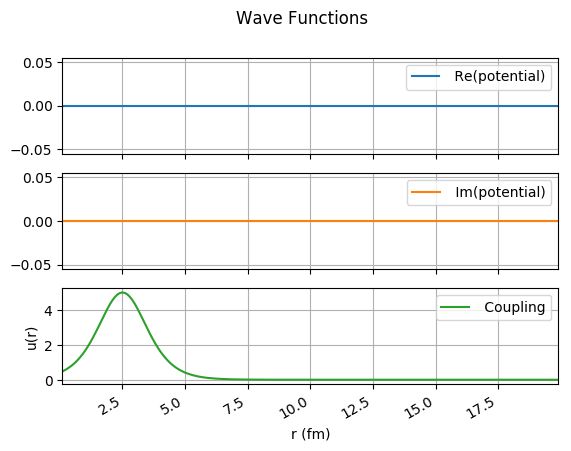 Wave Functions
0.05
0.00
−0.05
Re(potential)
0.05
0.00
−0.05
Im(potential)
4
2
0
u(r)
Coupling
2.5 5.0 7.5 10.0 12.5 15.0 17.5
r (fm)